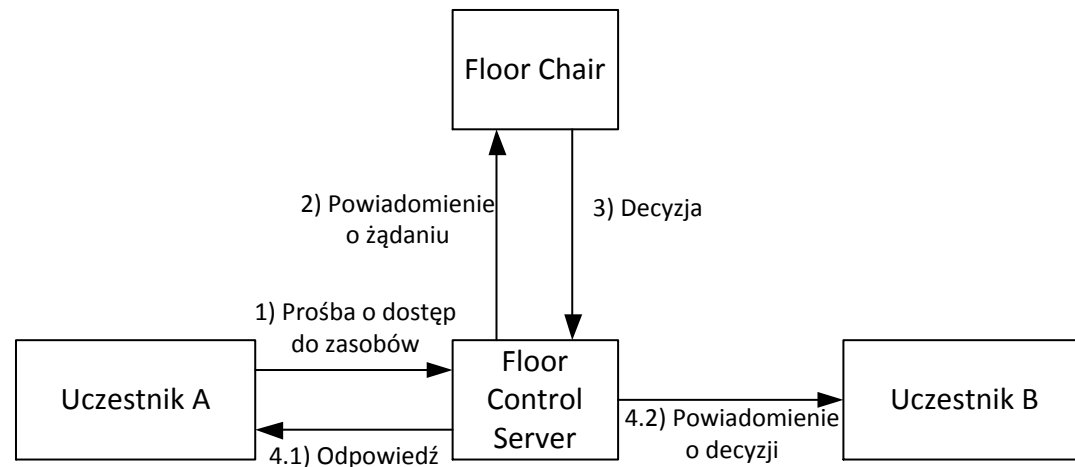 Floor Chair
2) Powiadomienie
o żądaniu
3) Decyzja
1) Prośba o dostęp
do zasobów
Uczestnik A
Floor
Control
Server
Uczestnik B
4.1) Odpowiedź
4.2) Powiadomienie
o decyzji